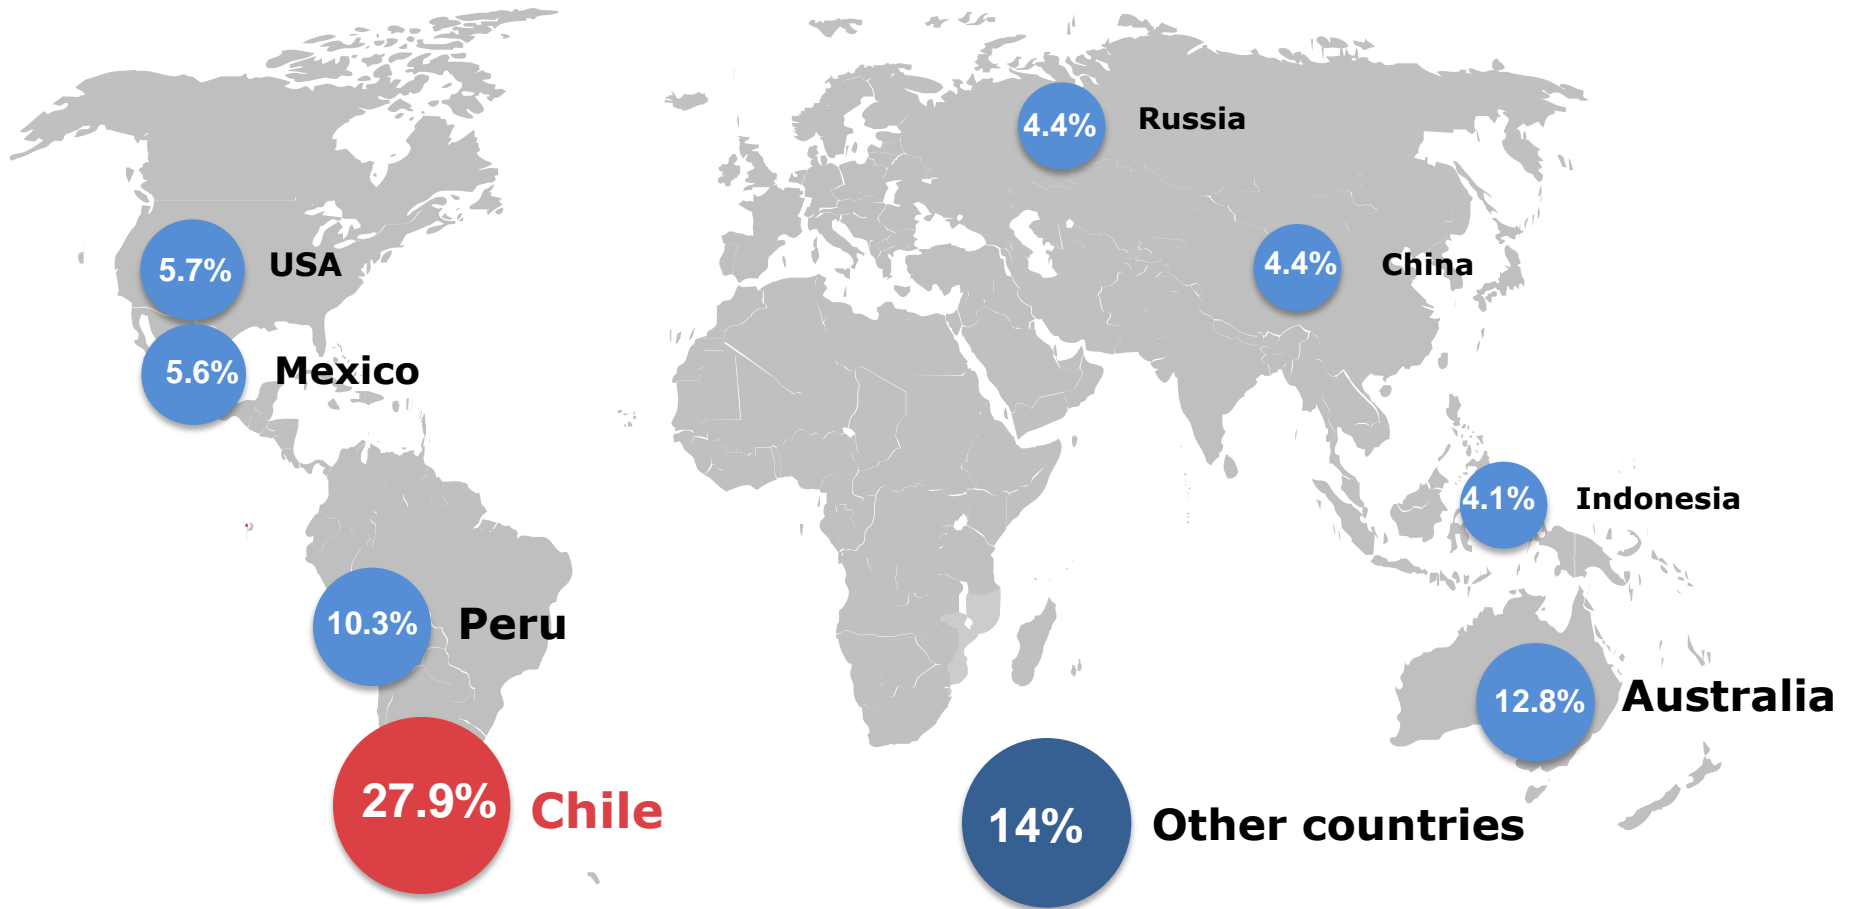 4.4% Russia
5.7% USA
4.4% China
5.6% Mexico
4.1% Indonesia
10.3% Peru
12.8% Australia
27.9% Chile
14% Other countries